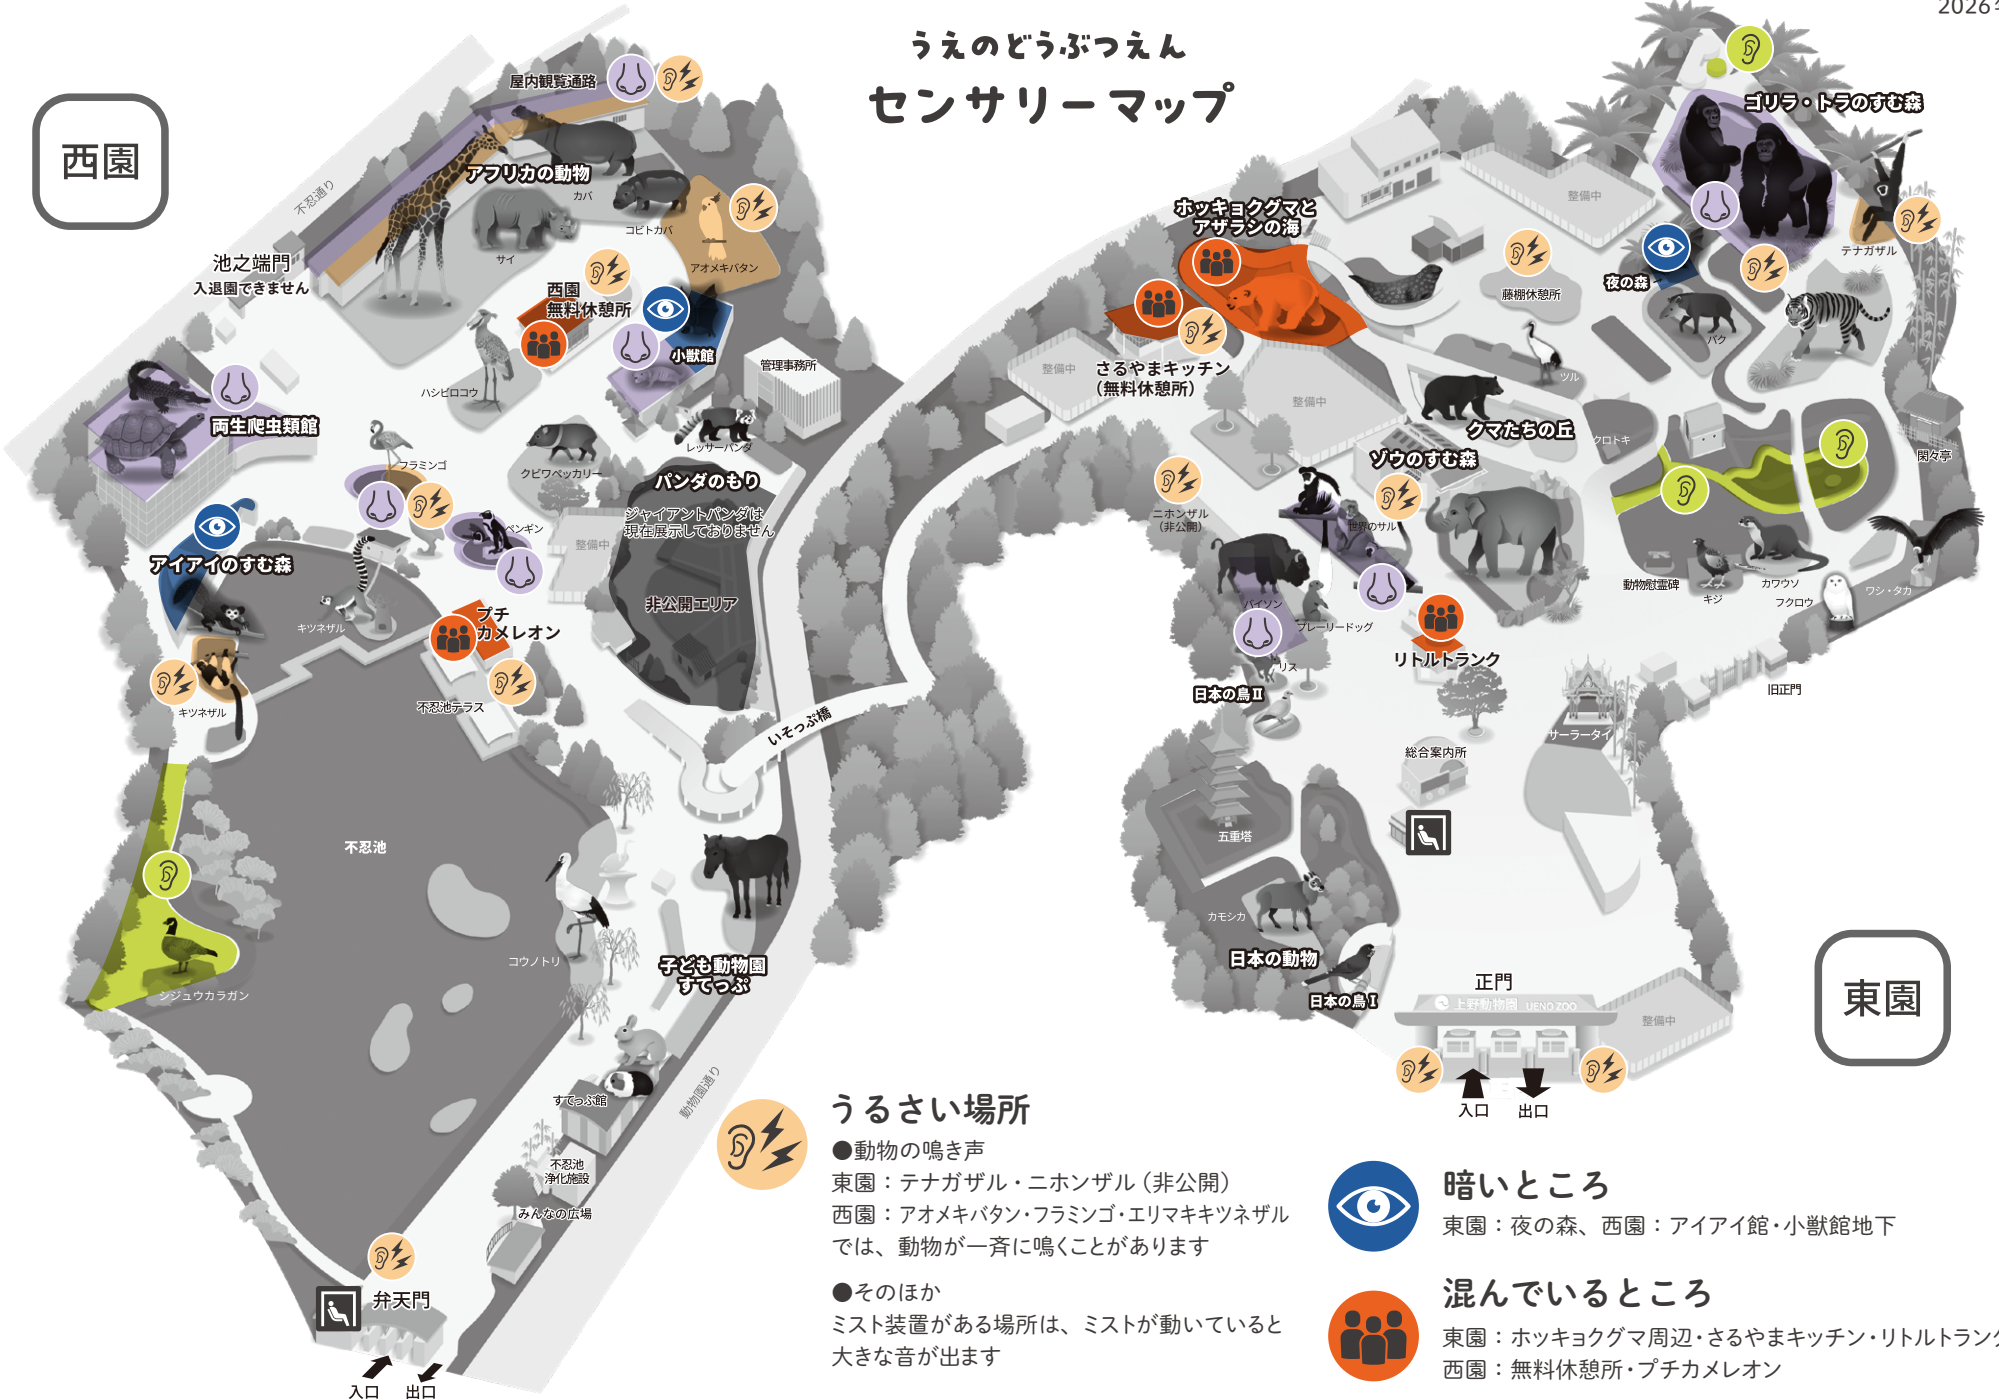 2026
うえのどうぶつえん
センサリーマップ
西園
屋内観覧通路
不忍通り
アフリカの動物
カバ
コビトカバ
サイ
アオメキバタン
池之端門
入退園できません
西園
無料休憩所
小獣館
管理事務所
ハシビロコウ
両生爬虫類館
フラミンゴ
クビワペッカリー
レッサーパンダ
パンダのもり
ジャイアントパンダは
現在展示しておりません
ペンギン
整備中
非公開エリア
アイアイのすむ森
キツネザル
プチ
カメレオン
キツネザル
不忍池テラス
いそっぷ橋
不忍池
シジュウカラガン
コウノトリ
子ども動物園
すてっぷ
すてっぷ館
動物園通り
不忍池
浄化施設
みんなの広場
弁天門
入口
出口
ゴリラ・トラのすむ森
整備中
ホッキョクグマと
アザラシの海
テナガザル
夜の森
藤棚休憩所
バク
ツル
整備中
さるやまキッチン
（無料休憩所）
整備中
クマたちの丘
クロトキ
閑々亭
ゾウのすむ森
ニホンザル
（非公開）
世界のサル
バイソン
プレーリードッグ
動物慰霊碑
キジ
カワウソ
フクロウ
ワシ・タカ
リス
リトルトランク
日本の鳥Ⅱ
旧正門
サーラータイ
総合案内所
五重塔
カモシカ
日本の動物
日本の鳥Ⅰ
正門
上野動物園 UENO ZOO
整備中
入口
出口
東園
うるさい場所
●動物の鳴き声
東園：テナガザル・ニホンザル（非公開）
西園：アオメキバタン・フラミンゴ・エリマキキツネザル
では、動物が一斉に鳴くことがあります
●そのほか
ミスト装置がある場所は、ミストが動いていると
大きな音が出ます
暗いところ
東園：夜の森、西園：アイアイ館・小獣館地下
混んでいるところ
東園：ホッキョクグマ周辺・さるやまキッチン・リトルトランク
西園：無料休憩所・プチカメレオン